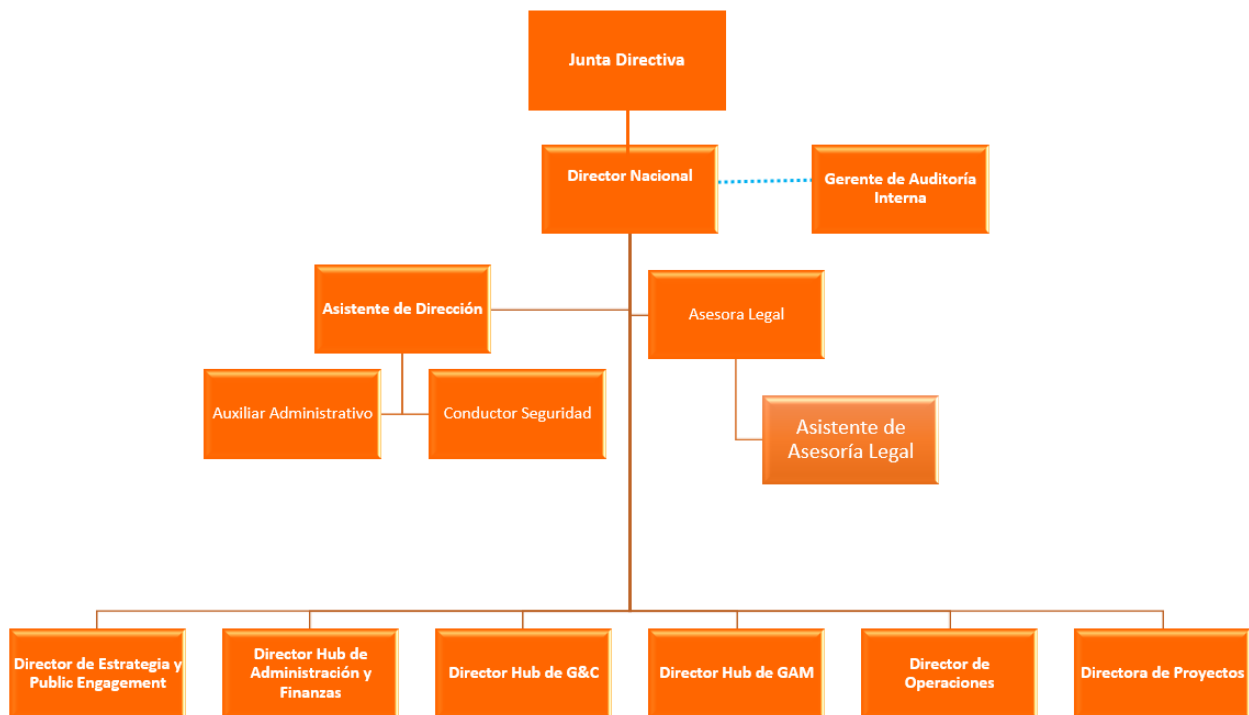 Junta Directiva
Director Nacional
Gerente de Auditoría
Interna
Asistente de Dirección
Asesora Legal
Auxiliar Administrativo
Conductor Seguridad
Asistente de
Asesoría Legal
Director de Estrategia y
Public Engagement
Director Hub de
Administración y
Finanzas
Director Hub de G&C
Director Hub de GAM
Director de
Operaciones
Directora de Proyectos